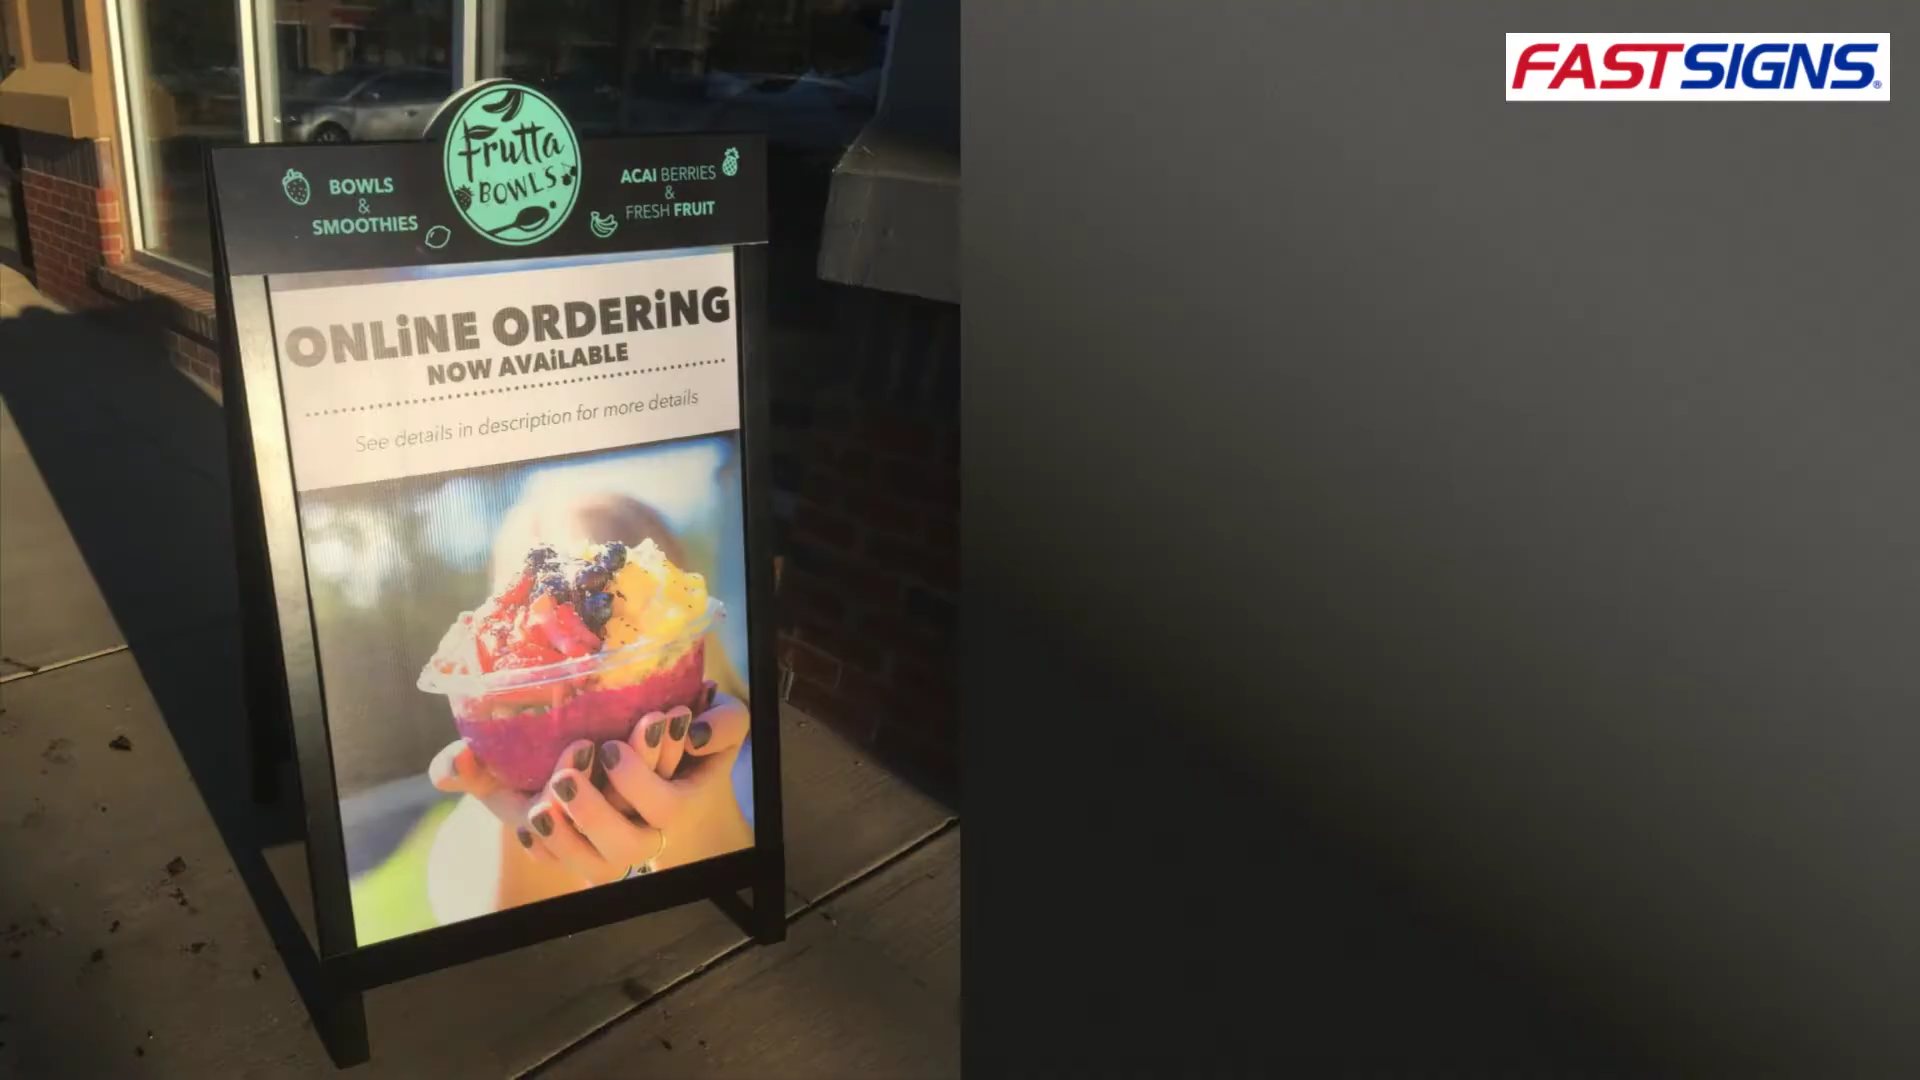 FASTSIGNS®
Frutta
BOWLS
BOWLS
&
SMOOTHIES
ACAI BERRIES
&
FRESH FRUIT
ONLiNE ORDERiNG
NOW AVAiLABLE
See details in description for more details